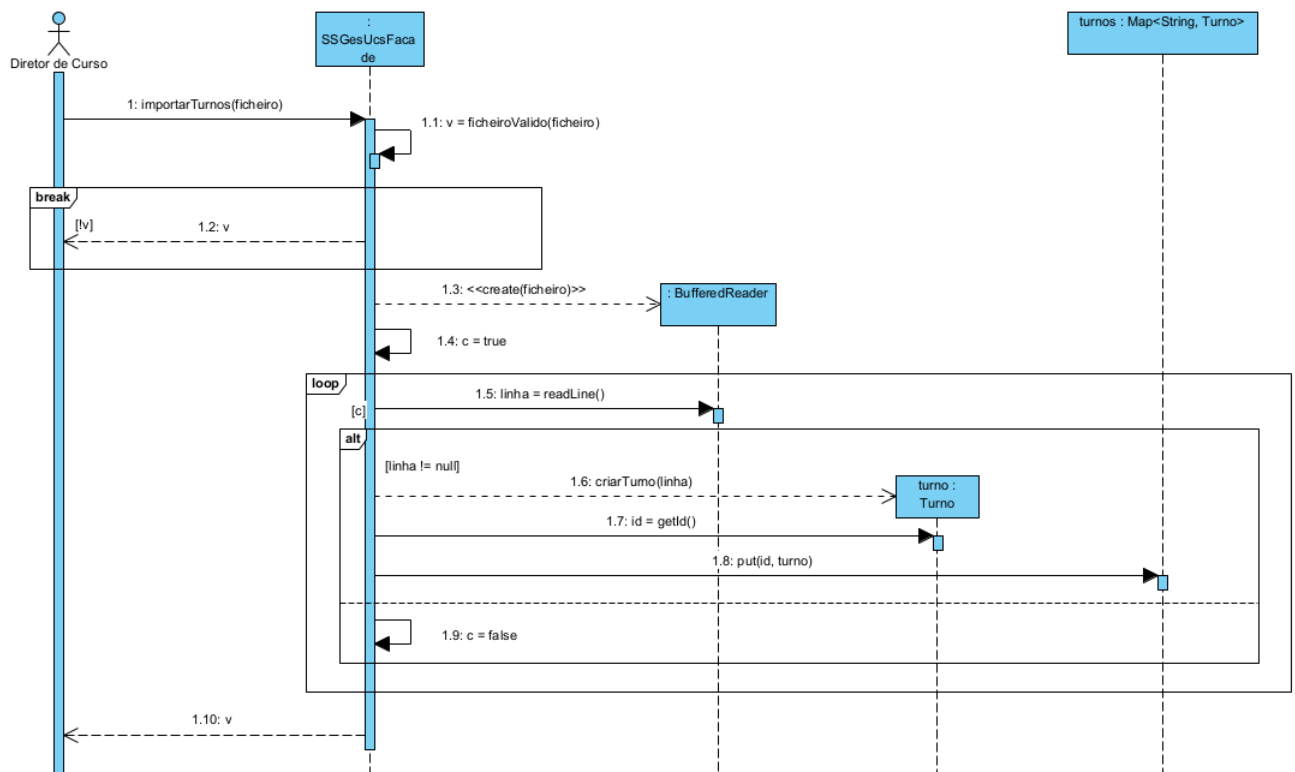 :
SSGesUcsFaca
de
turnos : Map<String, Turno>
Diretor de Curso
1: importarTurnos(ficheiro)
1.1: v = ficheiroValido(ficheiro)
break
[!v]
1.2: v
1.3: <<create(ficheiro)>>
: BufferedReader
1.4: c = true
loop
1.5: linha = readLine()
[c]
alt
[linha != null]
1.6: criarTurno(linha)
turno :
Turno
1.7: id = getId()
1.8: put(id, turno)
1.9: c = false
1.10: v